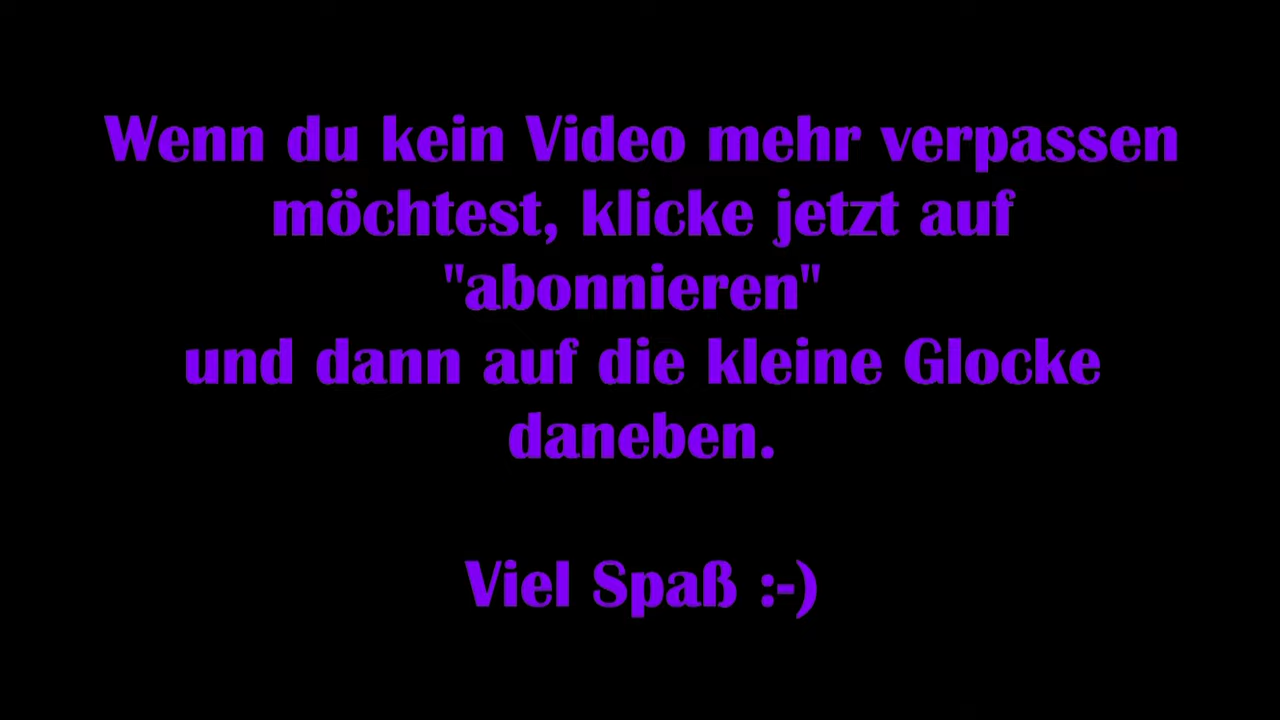 Wenn du kein Video mehr verpassen
möchtest, klicke jetzt auf
"abonnieren"
und dann auf die kleine Glocke
daneben.
Viel Spaß :-)